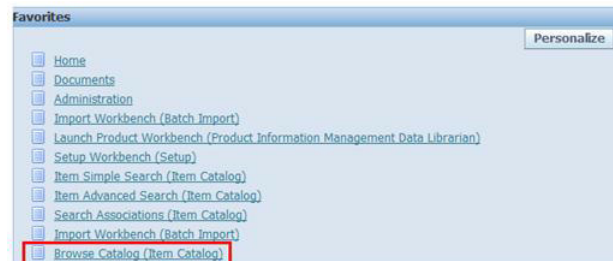 Favorites
Personalize
Home
Documents
Administration
Import Workbench (Batch Import)
Launch Product Workbench (Product Information Management Data Librarian)
Setup Workbench (Setup)
Item Simple Search (Item Catalog)
Item Advanced Search (Item Catalog)
Search Associations (Item Catalog)
Import Workbench (Batch Import)
Browse Catalog (Item Catalog)